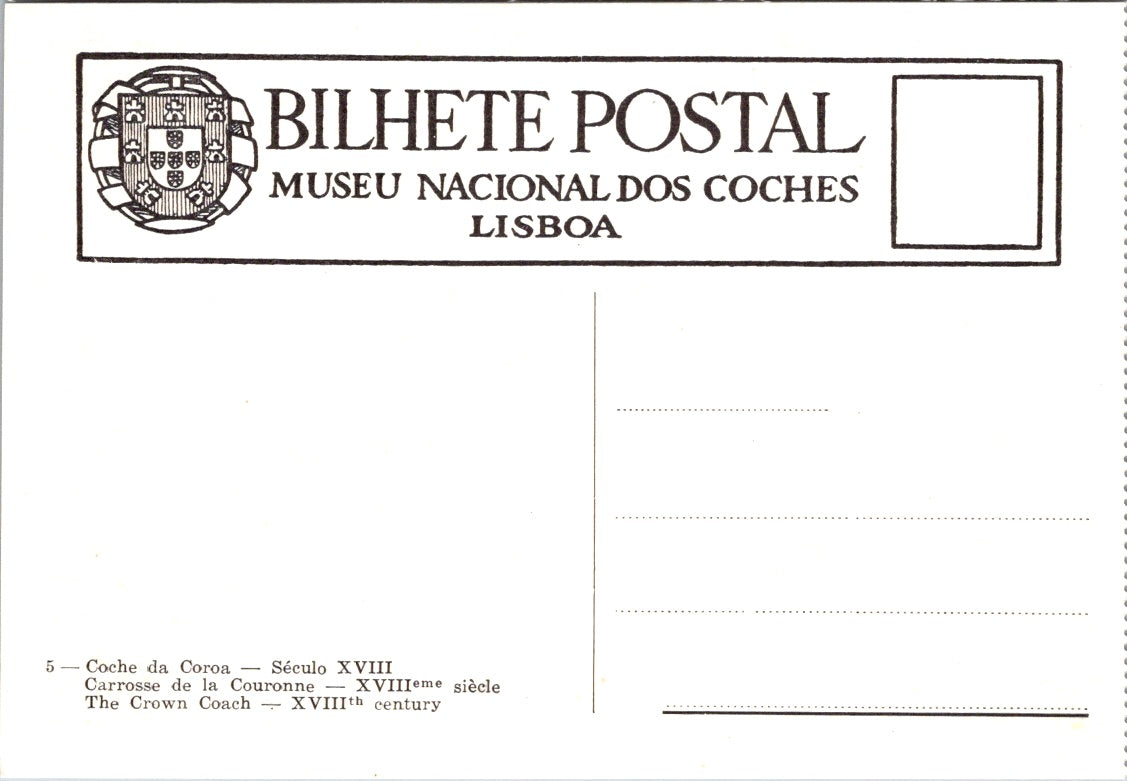 BILHETE POSTAL
MUSEU NACIONAL DOS COCHES
LISBOA
5 — Coche da Coroa — Século XVIII
Carrosse de la Couronne — XVIIIeme siècle
The Crown Coach — XVIIIth century